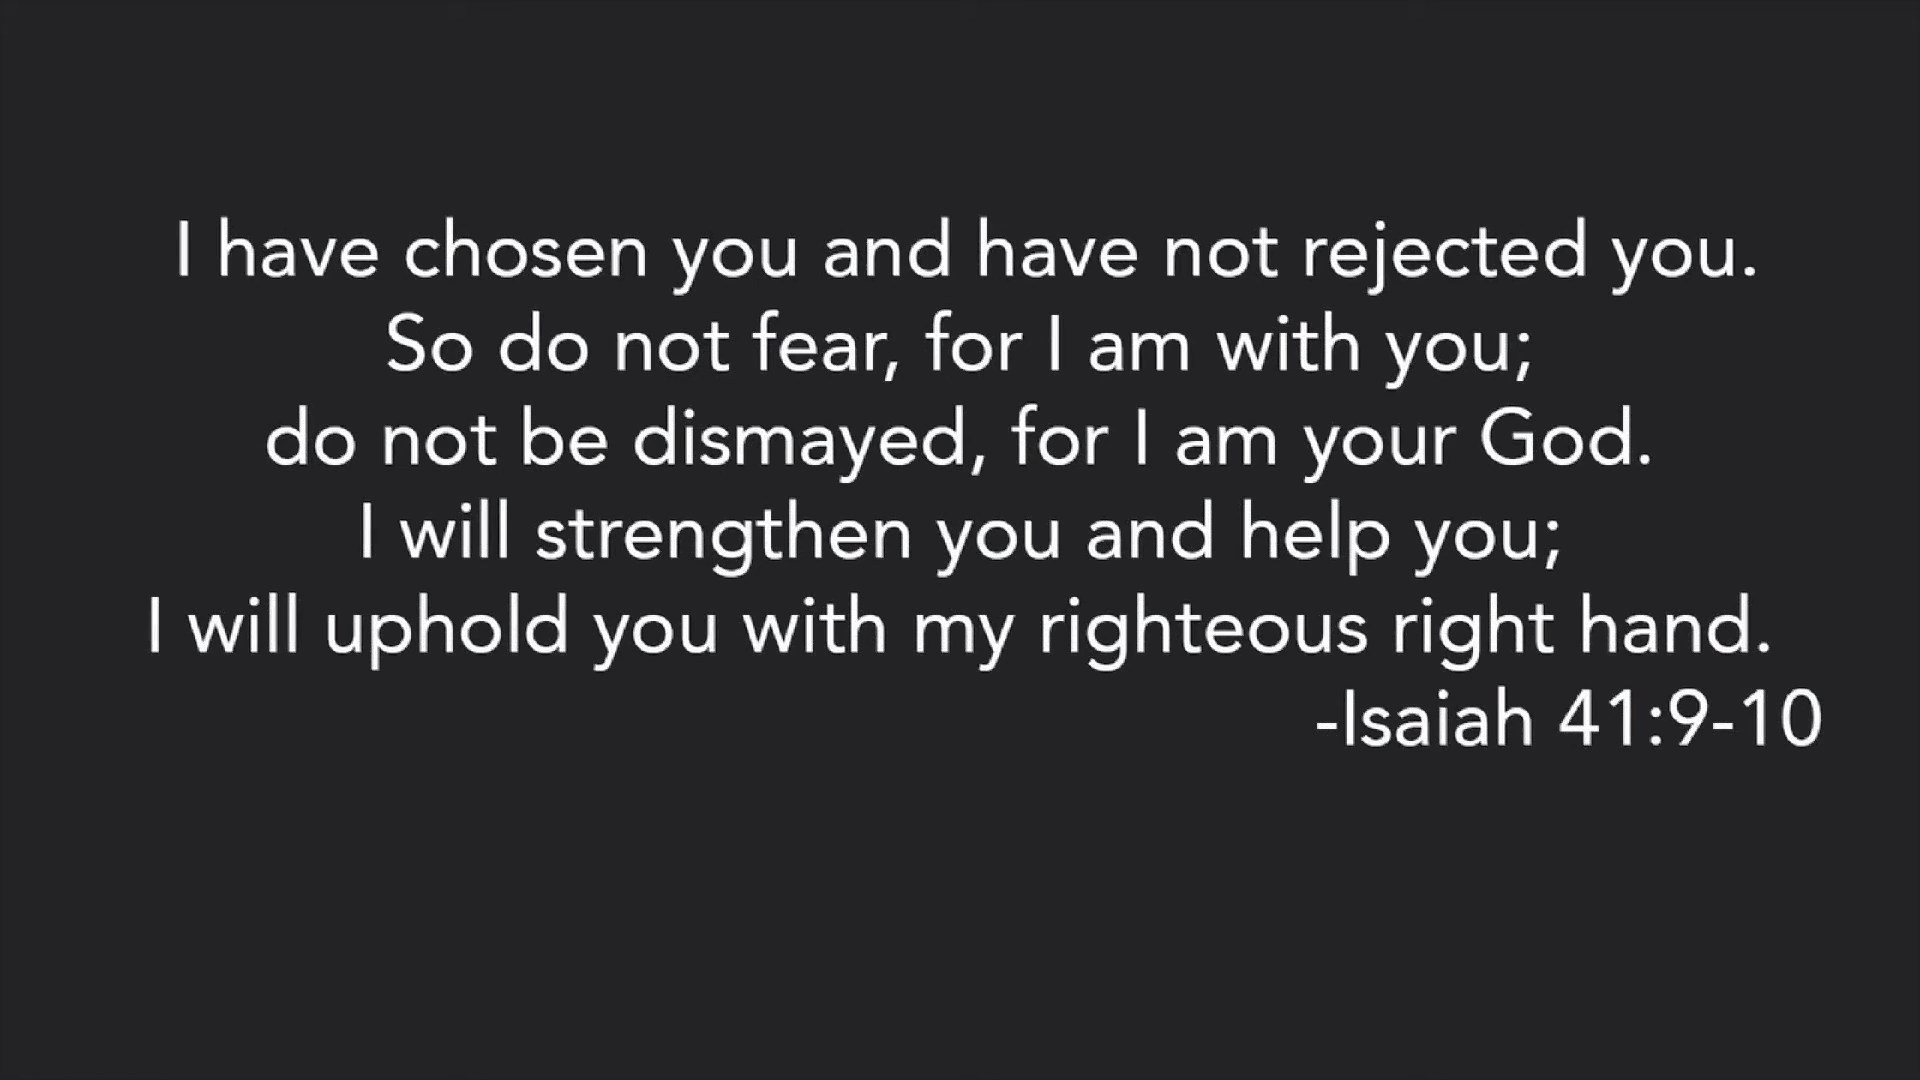 I have chosen you and have not rejected you.
So do not fear, for I am with you;
do not be dismayed, for I am your God.
I will strengthen you and help you;
I will uphold you with my righteous right hand.
-Isaiah 41:9-10